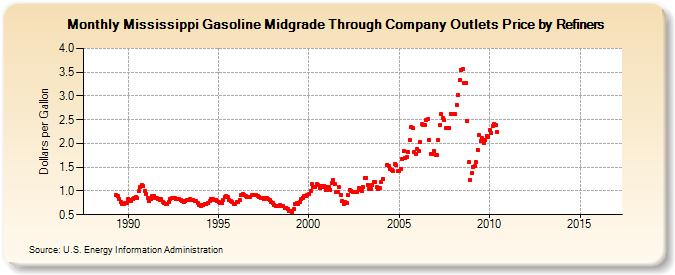 Monthly Mississippi Gasoline Midgrade Through Company Outlets Price by Refiners
Dollars per Gallon
4.0
3.5
3.0
2.5
2.0
1.5
1.0
0.5
1990 1995 2000 2005 2010 2015
Source: U.S. Energy Information Administration